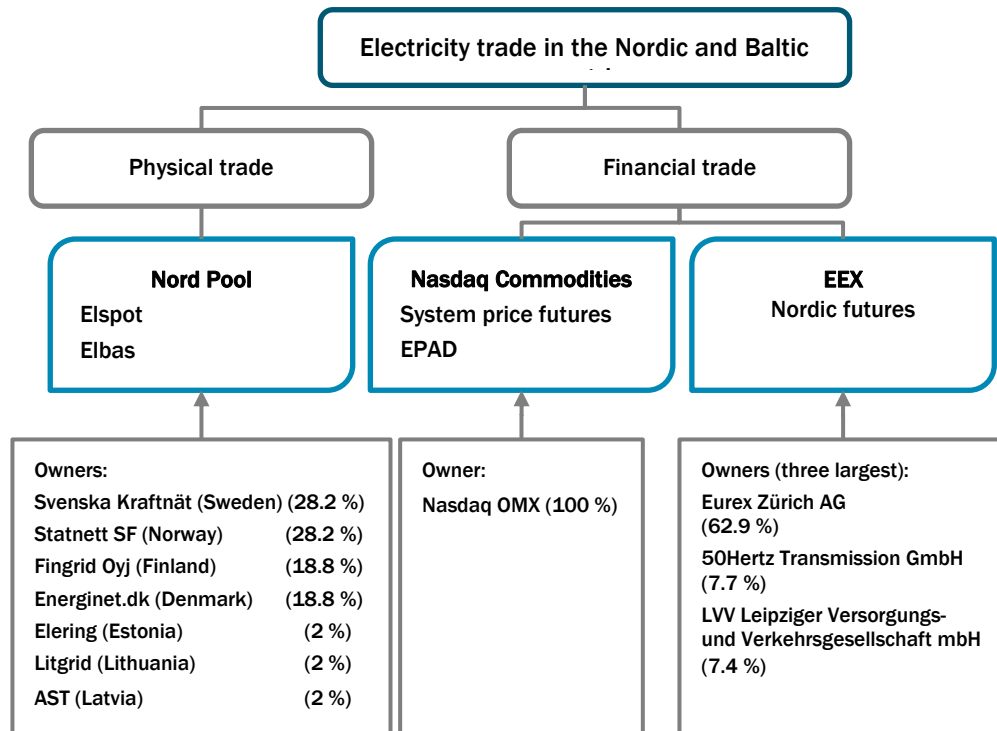 Electricity trade in the Nordic and Baltic
Physical trade
Financial trade
Nord Pool
Elspot
Elbas
Nasdaq Commodities
System price futures
EPAD
EEX
Nordic futures
Owners:
Svenska Kraftnät (Sweden) (28.2 %)
Statnett SF (Norway) (28.2 %)
Fingrid Oyj (Finland) (18.8 %)
Energinet.dk (Denmark) (18.8 %)
Elering (Estonia) (2 %)
Litgrid (Lithuania) (2 %)
AST (Latvia) (2 %)
Owner:
Nasdaq OMX (100 %)
Owners (three largest):
Eurex Zürich AG
(62.9 %)
50Hertz Transmission GmbH
(7.7 %)
LVV Leipziger Versorgungs-
und Verkehrsgesellschaft mbH
(7.4 %)